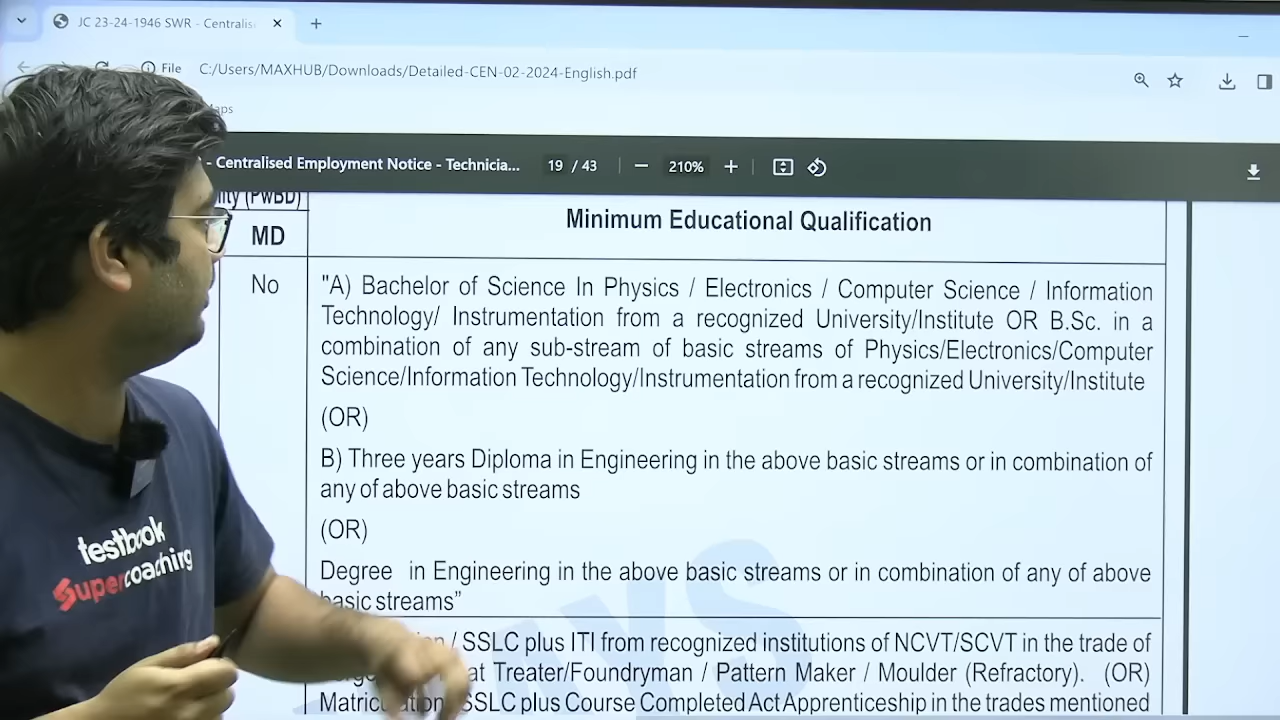 JC 23-24-1946 SWR - Centralis
File C:/Users/MAXHUB/Downloads/Detailed-CEN-02-2024-English.pdf
- Centralised Employment Notice - Technicia... 19 / 43 — 210% +
(PwBD)
MD
Minimum Educational Qualification
No
"A) Bachelor of Science In Physics / Electronics / Computer Science / Information
Technology/ Instrumentation from a recognized University/Institute OR B.Sc. in a
combination of any sub-stream of basic streams of Physics/Electronics/Computer
Science/Information Technology/Instrumentation from a recognized University/Institute
(OR)
B) Three years Diploma in Engineering in the above basic streams or in combination of
any of above basic streams
(OR)
Degree in Engineering in the above basic streams or in combination of any of above
basic streams”
/ SSLC plus ITI from recognized institutions of NCVT/SCVT in the trade of
Treater/Foundryman / Pattern Maker / Moulder (Refractory). (OR)
SSLC plus Course Completed Act Apprenticeship in the trades mentioned
testbook
Supercoaching